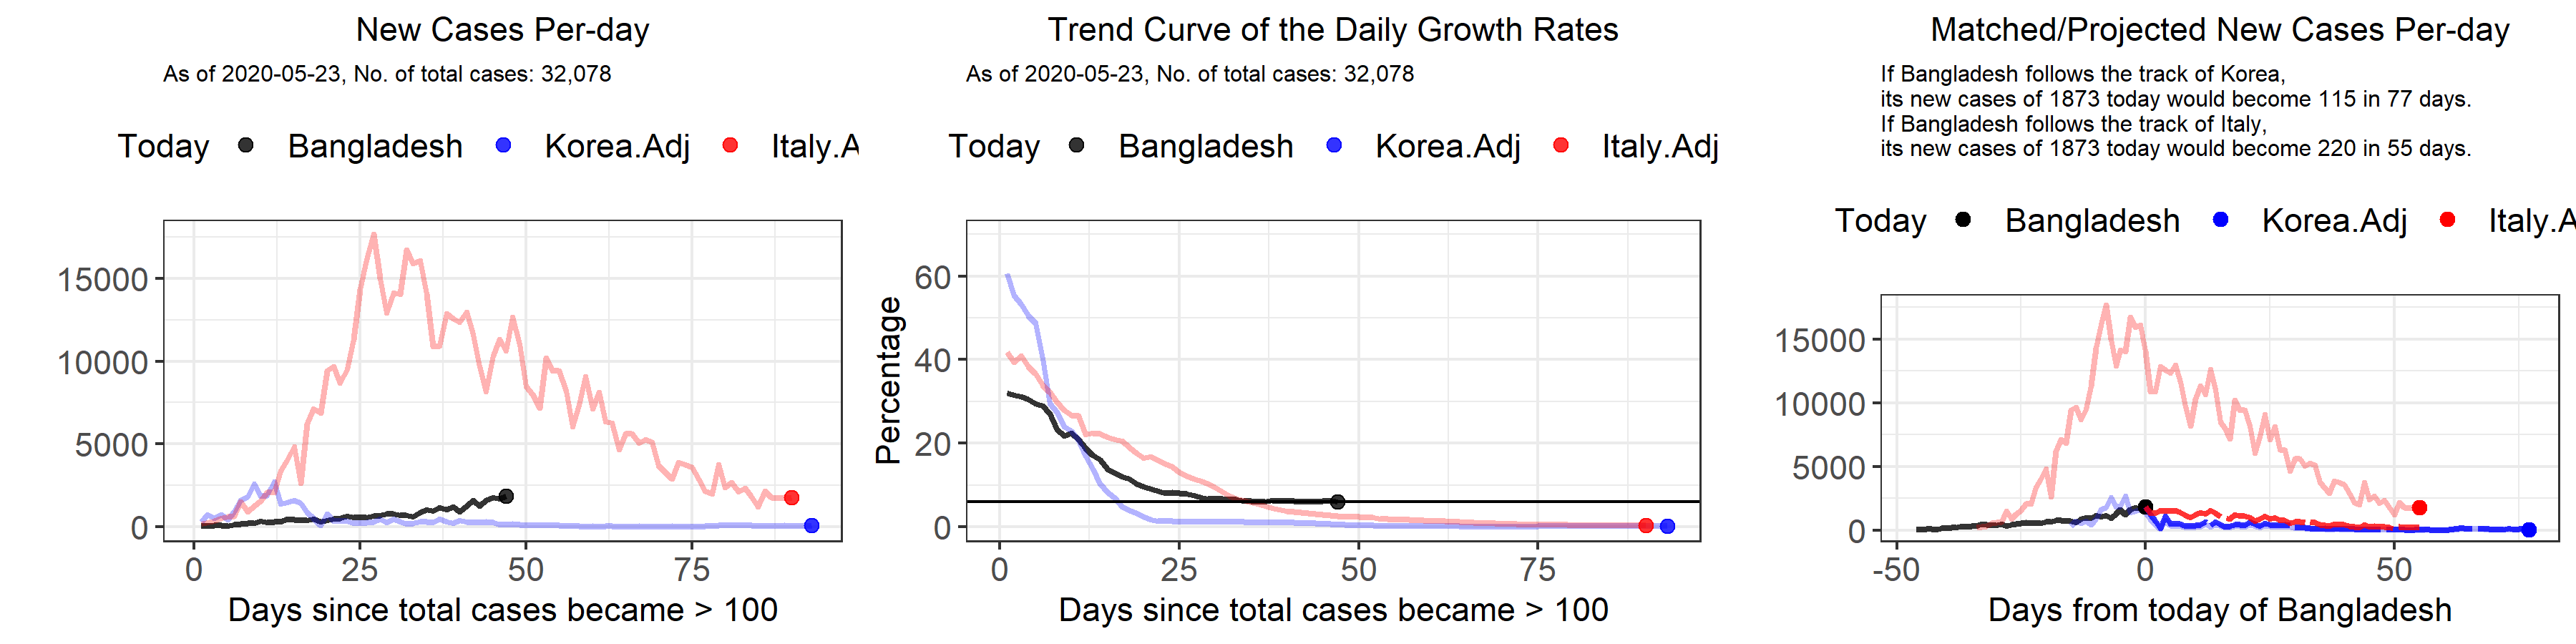 New Cases Per-day
As of 2020-05-23, No. of total cases: 32,078
Today Bangladesh Korea.Adj Italy.A
15000
10000
5000
0
0 25 50 75
Days since total cases became > 100
Trend Curve of the Daily Growth Rates
As of 2020-05-23, No. of total cases: 32,078
Today Bangladesh Korea.Adj Italy.Adj
Percentage
60
40
20
0
0 25 50 75
Days since total cases became > 100
Matched/Projected New Cases Per-day
If Bangladesh follows the track of Korea,
its new cases of 1873 today would become 115 in 77 days.
If Bangladesh follows the track of Italy,
its new cases of 1873 today would become 220 in 55 days.
Today Bangladesh Korea.Adj Italy.A
15000
10000
5000
0
-50 0 50
Days from today of Bangladesh